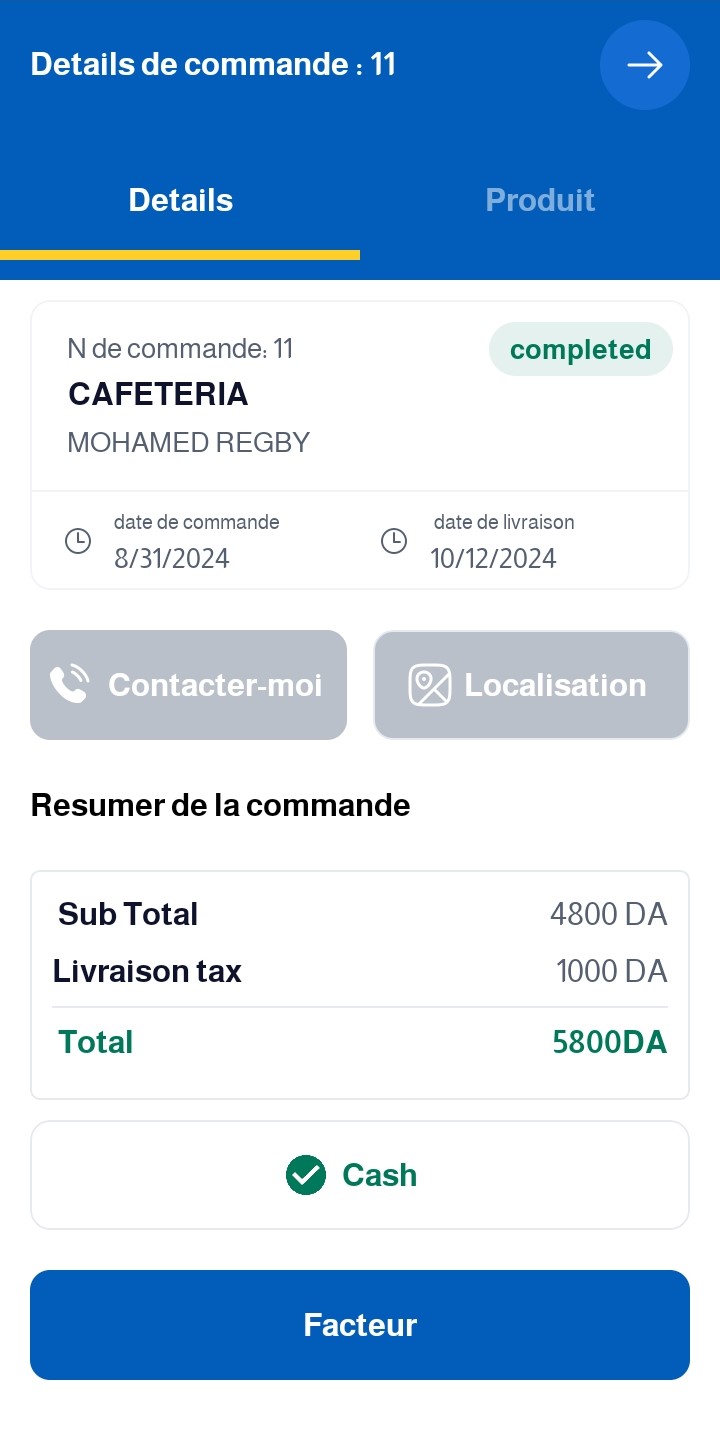 Details de commande : 11
Details
Produit
N de commande: 11
completed
CAFETERIA
MOHAMED REGBY
date de commande
8/31/2024
date de livraison
10/12/2024
Contacter-moi
Localisation
Resumer de la commande
Sub Total 4800 DA
Livraison tax 1000 DA
Total 5800DA
Cash
Facteur